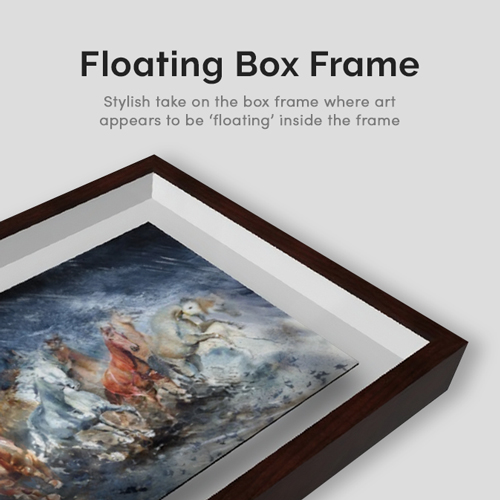 Floating Box Frame
Stylish take on the box frame where art
appears to be ‘floating’ inside the frame